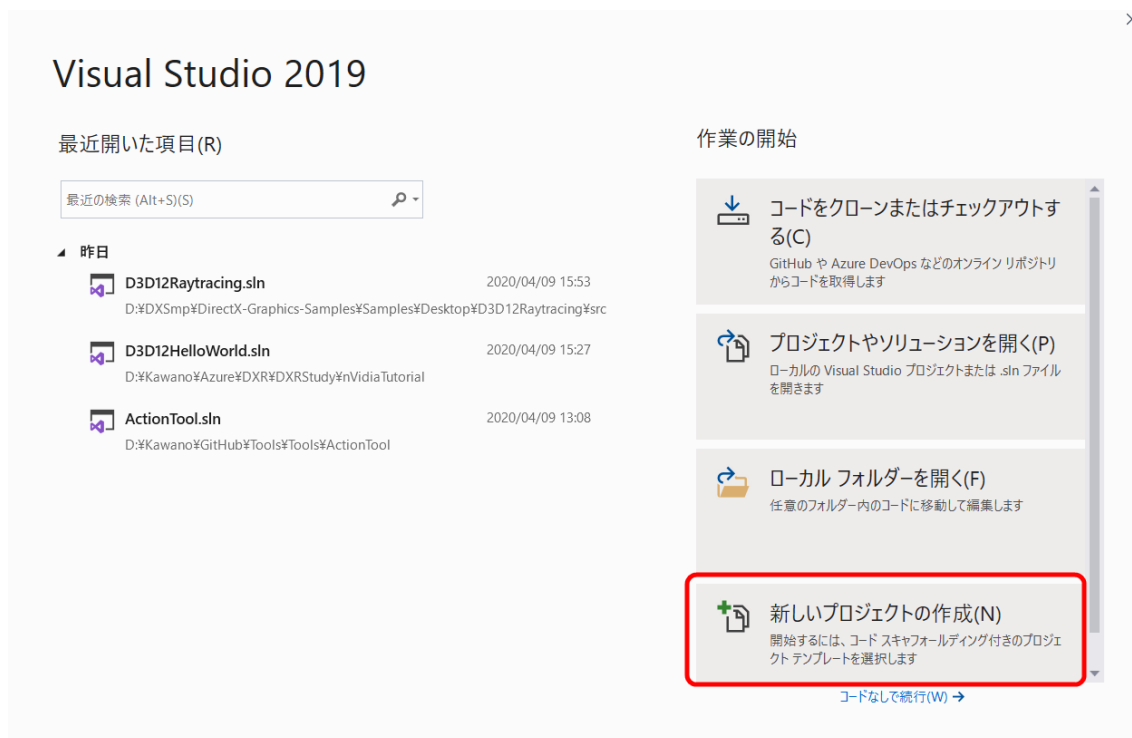 Visual Studio 2019
最近開いた項目(R)
最近の検索 (Alt+S)(S)
昨日
D3D12Raytracing.sln 2020/04/09 15:53
D:¥DXSmp¥DirectX-Graphics-Samples¥Samples¥Desktop¥D3D12Raytracing¥src
D3D12HelloWorld.sln 2020/04/09 15:27
D:¥Kawano¥Azure¥DXR¥DXRStudy¥nVidiaTutorial
ActionTool.sln 2020/04/09 13:08
D:¥Kawano¥GitHub¥Tools¥Tools¥ActionTool
作業の開始
コードをクローンまたはチェックアウトす
る(C)
GitHub や Azure DevOps などのオンライン リポジトリ
からコードを取得します
プロジェクトやソリューションを開く(P)
ローカルの Visual Studio プロジェクトまたは .sln ファイル
を開きます
ローカル フォルダーを開く(F)
任意のフォルダー内のコードに移動して編集します
新しいプロジェクトの作成(N)
開始するには、コード スキャフォールディング付きのプロジェ
クト テンプレートを選択します
コードなしで続行(W) →